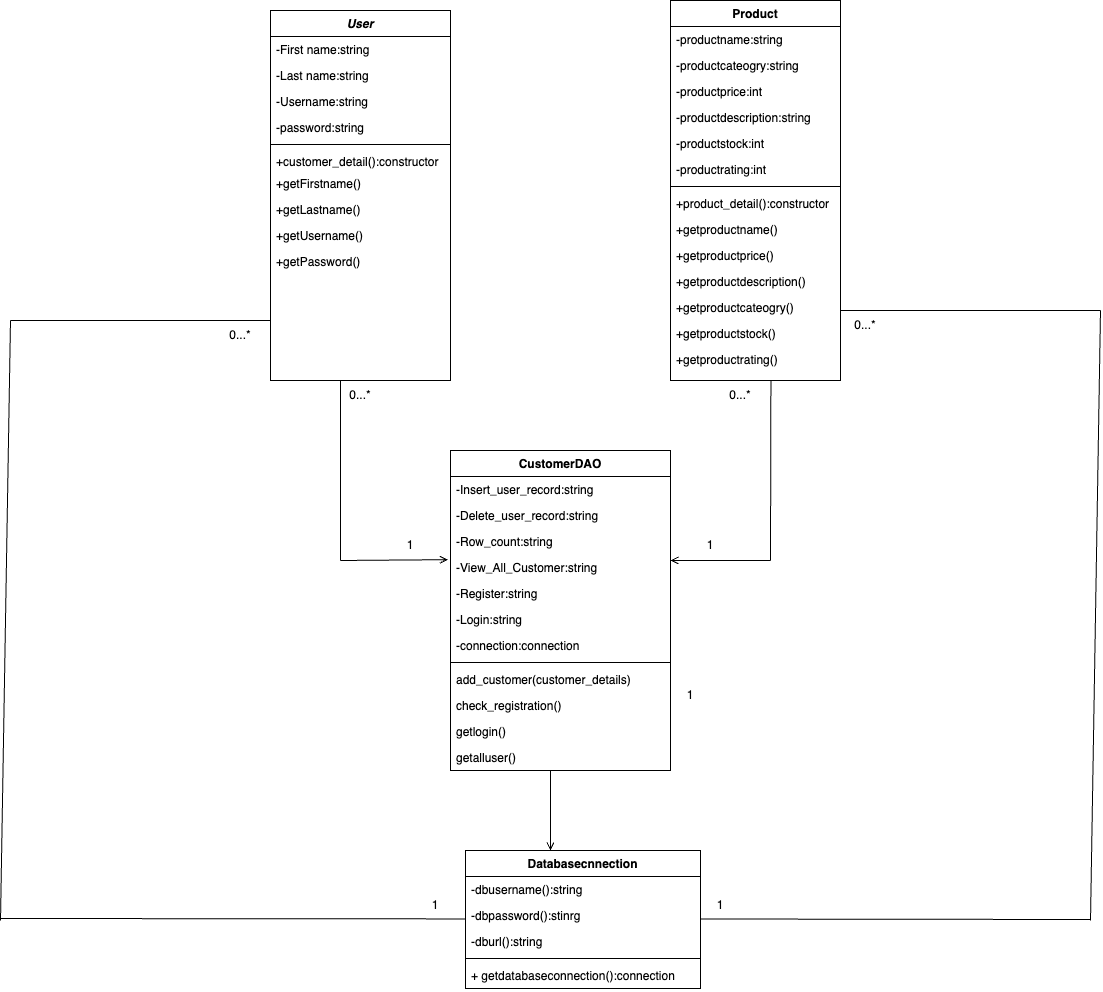 User
-First name:string
-Last name:string
-Username:string
-password:string
+customer_detail():constructor
+getFirstname()
+getLastname()
+getUsername()
+getPassword()
0...*
0...*
Product
-productname:string
-productcateogry:string
-productprice:int
-productdescription:string
-productstock:int
-productrating:int
+product_detail():constructor
+getproductname()
+getproductprice()
+getproductdescription()
+getproductcateogry()
+getproductstock()
+getproductrating()
0...*
0...*
CustomerDAO
-Insert_user_record:string
-Delete_user_record:string
-Row_count:string
-View_All_Customer:string
-Register:string
-Login:string
-connection:connection
add_customer(customer_details)
check_registration()
getlogin()
getalluser()
1
1
1
Databasecnnection
-dbusername():string
-dbpassword():stinrg
-dburl():string
+ getdatabaseconnection():connection
1
1